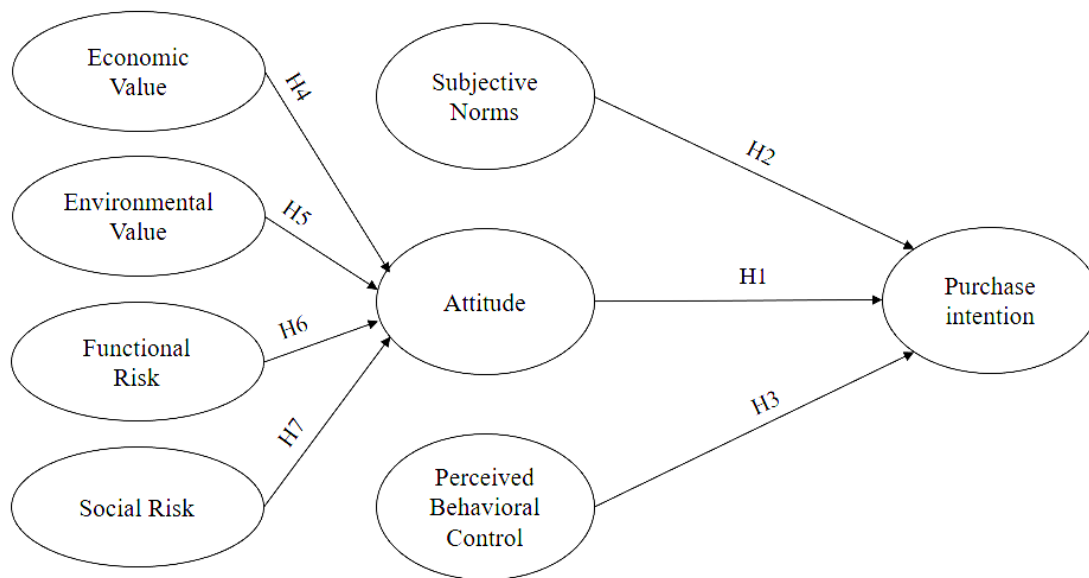 Economic
Value
H4
Subjective
Norms
H2
Environmental
Value
H5
Attitude
H1
Purchase
intention
Functional
Risk
H6
H7
H3
Social Risk
Perceived
Behavioral
Control